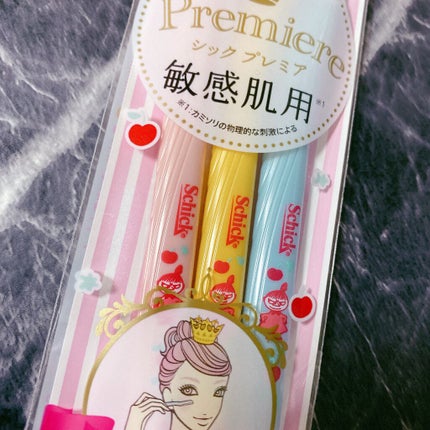 Premiere
シック プレミア
敏感肌用※1
※1:カミソリの物理的な刺激による
Schick
Schick
Schick